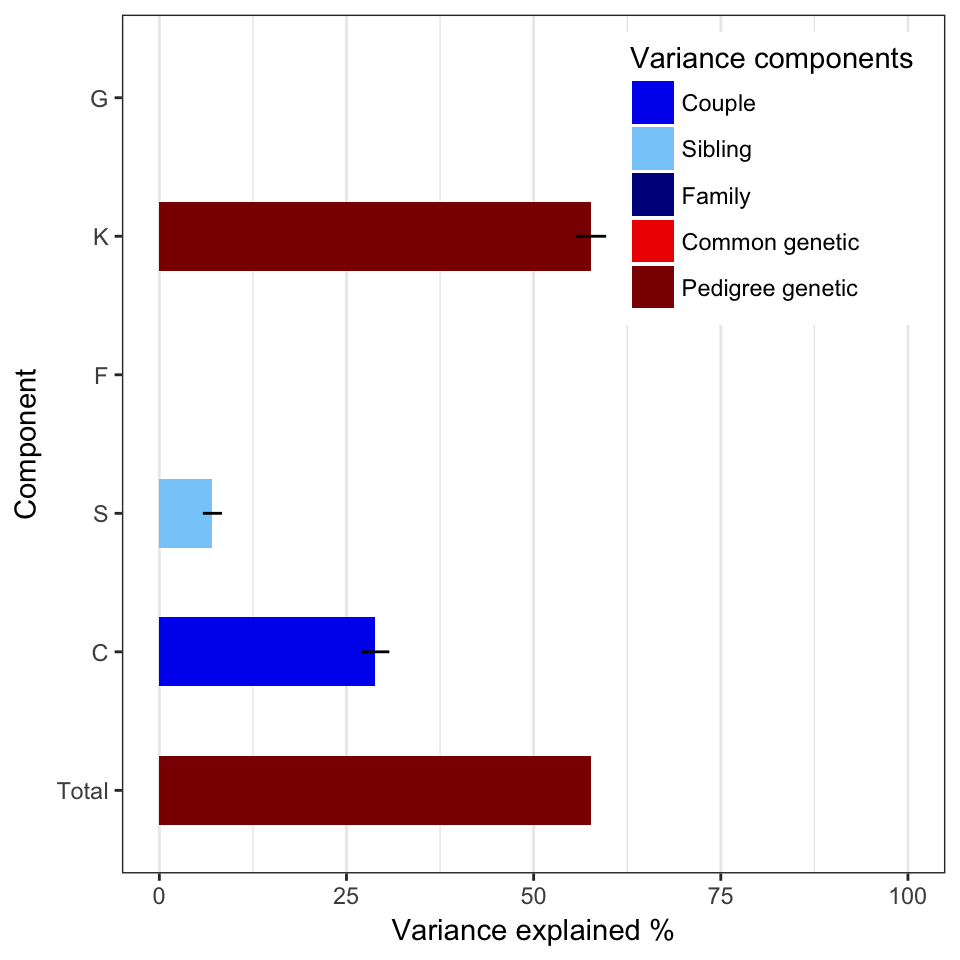 Variance components
Couple
Sibling
Family
Common genetic
Pedigree genetic
G
K
F
S
C
Total
Component
0 25 50 75 100
Variance explained %